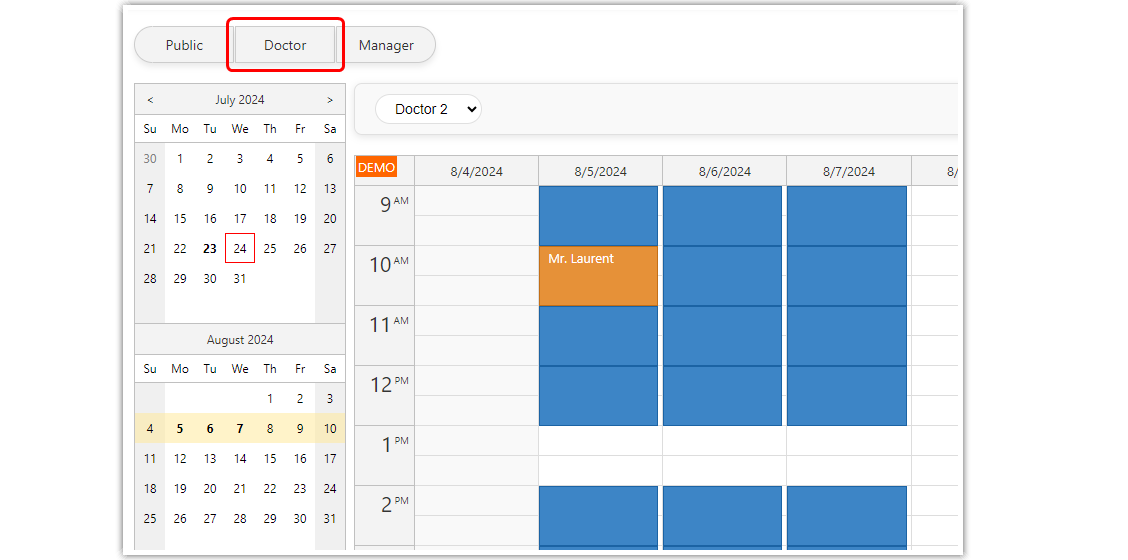 Public Doctor Manager
< July 2024 >
Su Mo Tu We Th Fr Sa
30 1 2 3 4 5 6
7 8 9 10 11 12 13
14 15 16 17 18 19 20
21 22 23 24 25 26 27
28 29 30 31
August 2024
Su Mo Tu We Th Fr Sa
1 2 3
4 5 6 7 8 9 10
11 12 13 14 15 16 17
18 19 20 21 22 23 24
25 26 27 28 29 30 31
Doctor 2
DEMO 8/4/2024 8/5/2024 8/6/2024 8/7/2024 8/
9 AM
10 AM Mr. Laurent
11 AM
12 PM
1 PM
2 PM